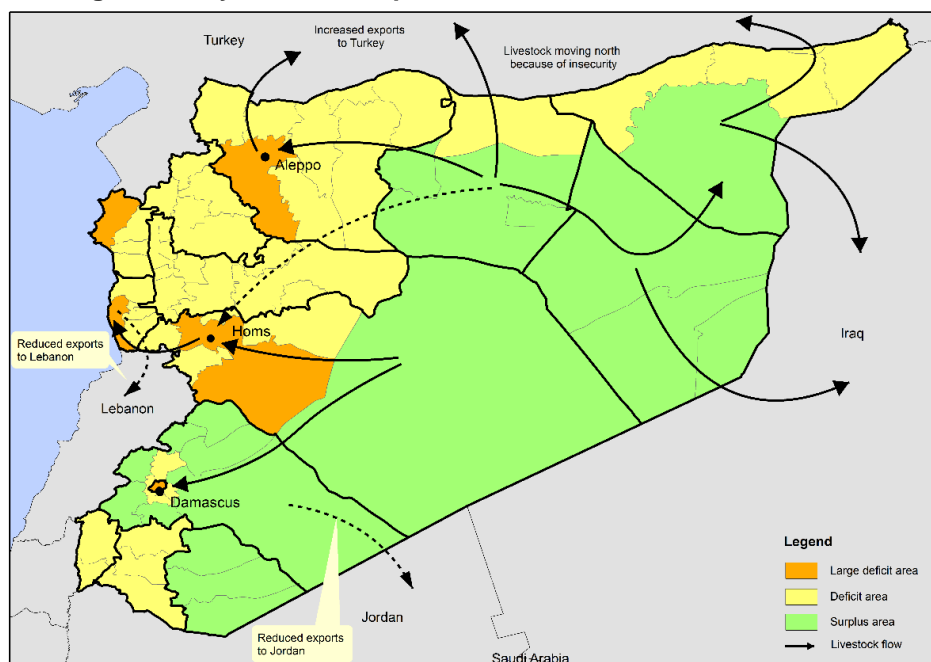 Turkey
Increased exports
to Turkey
Livestock moving north
because of insecurity
Aleppo
Homs
Iraq
Reduced exports
to Lebanon
Lebanon
Damascus
Jordan
Reduced exports
to Jordan
Saudi Arabia
Legend
Large deficit area
Deficit area
Surplus area
Livestock flow